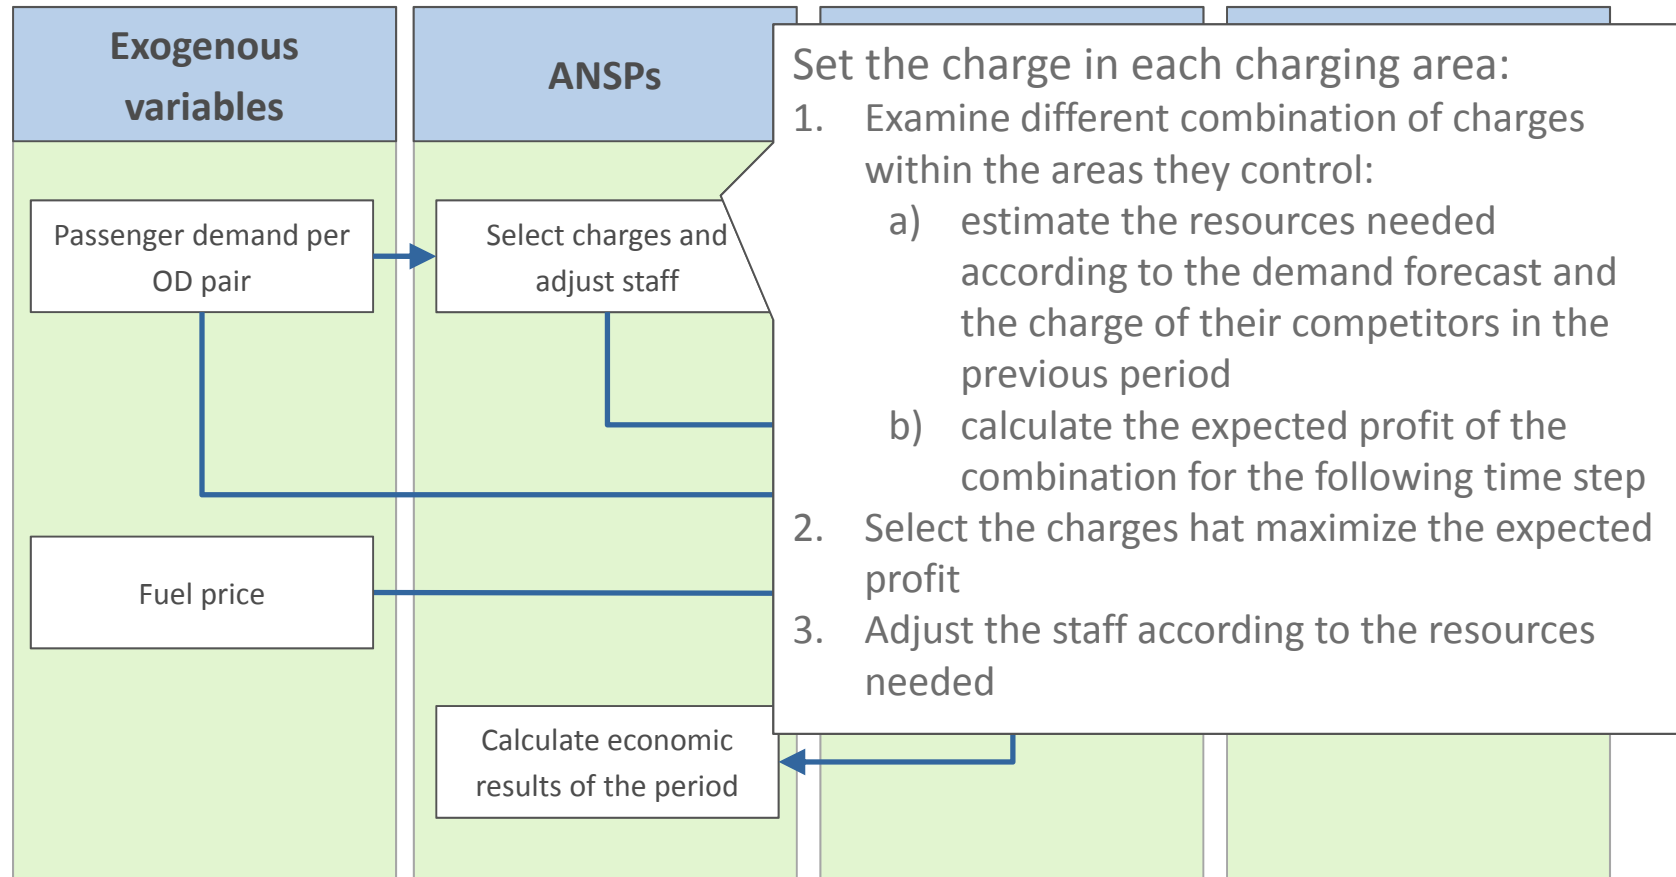 Exogenous
variables
ANSPs
Passenger demand per
OD pair
Select charges and
adjust staff
Fuel price
Calculate economic
results of the period
Set the charge in each charging area:
1. Examine different combination of charges
within the areas they control:
a) estimate the resources needed
according to the demand forecast and
the charge of their competitors in the
previous period
b) calculate the expected profit of the
combination for the following time step
2. Select the charges hat maximize the expected
profit
3. Adjust the staff according to the resources
needed